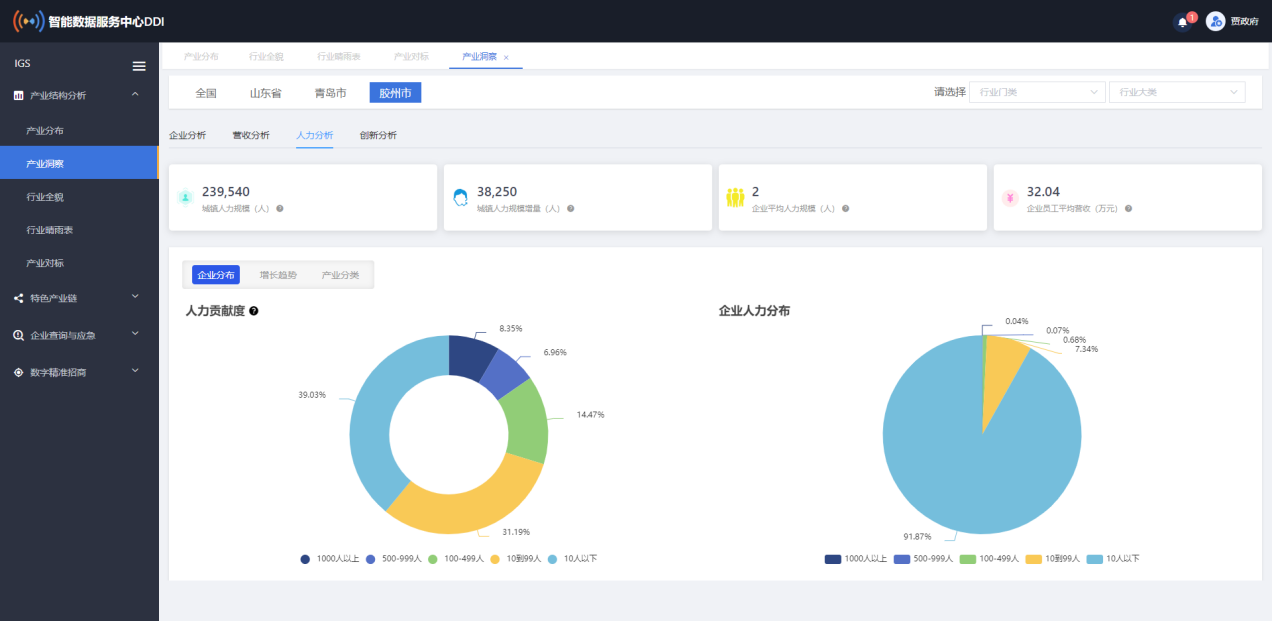 智能数据服务中心DDI
1
贾政府
IGS
产业结构分析
产业分布
产业洞察
行业全貌
行业晴雨表
产业对标
特色产业链
企业查询与应急
数字精准招商
产业分布 行业全貌 行业晴雨表 产业对标 产业洞察 ×
全国 山东省 青岛市 胶州市
请选择 行业门类 行业大类
企业分析 营收分析 人力分析 创新分析
239,540
城镇人力规模（人）
38,250
城镇人力规模增量（人）
2
企业平均人力规模（人）
32.04
企业员工平均营收（万元）
企业分布 增长趋势 产业分类
人力贡献度
8.35%
6.96%
14.47%
31.19%
39.03%
1000人以上 500-999人 100-499人 10到99人 10人以下
企业人力分布
0.04%
0.07%
0.68%
7.34%
91.87%
1000人以上 500-999人 100-499人 10到99人 10人以下